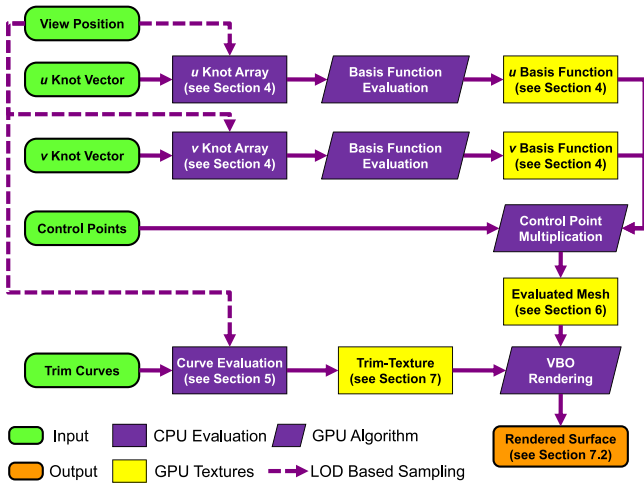 View Position
u Knot Vector
u Knot Array
(see Section 4)
Basis Function
Evaluation
u Basis Function
(see Section 4)
v Knot Vector
v Knot Array
(see Section 4)
Basis Function
Evaluation
v Basis Function
(see Section 4)
Control Points
Control Point
Multiplication
Evaluated Mesh
(see Section 6)
Trim Curves
Curve Evaluation
(see Section 5)
Trim-Texture
(see Section 7)
VBO
Rendering
Input
CPU Evaluation
GPU Algorithm
Rendered Surface
(see Section 7.2)
Output
GPU Textures
LOD Based Sampling